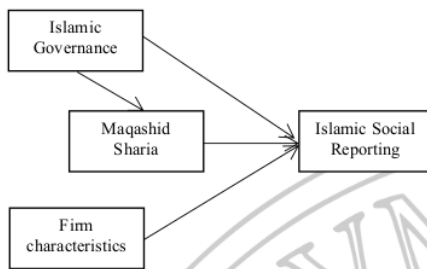 Islamic
Governance
Maqashid
Sharia
Islamic Social
Reporting
Firm
characteristics